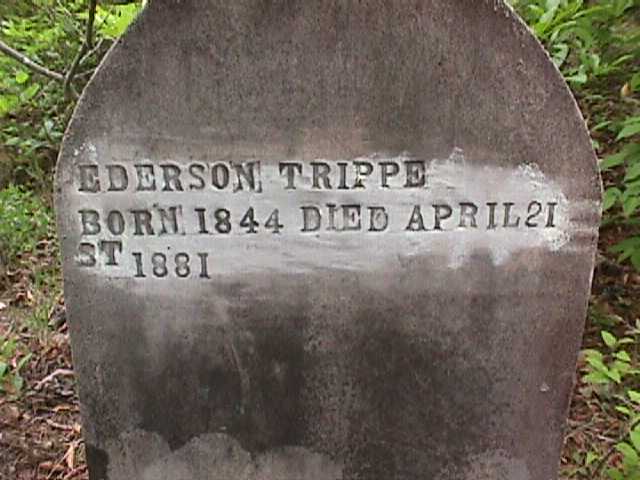 EDERSON TRIPPE
BORN 1844 DIED APRIL 21
ST 1881